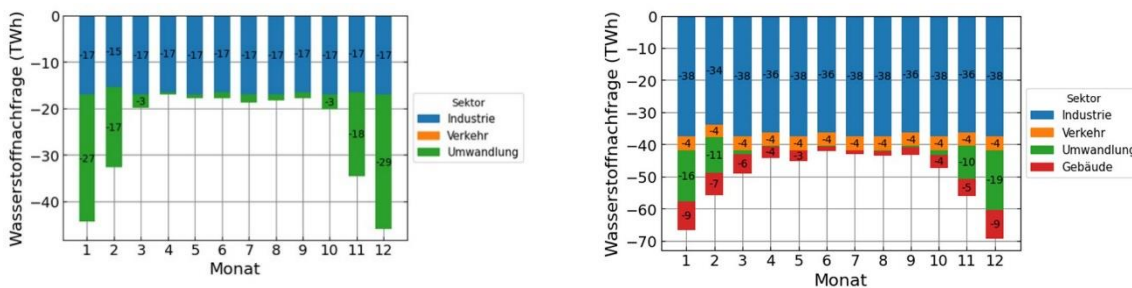 Wasserstoffnachfrage (TWh)
0
−10
−20
−30
−40
-17 -15 -17 -17 -17 -17 -17 -17 -17 -17 -17 -17
-27 -17 -3 -3 -18 -29
1 2 3 4 5 6 7 8 9 10 11 12
Monat
Sektor
Industrie
Verkehr
Umwandlung
Wasserstoffnachfrage (TWh)
0
−10
−20
−30
−40
−50
−60
−70
-38 -34 -38 -36 -38 -36 -38 -38 -36 -38 -36 -38
-4 -4 -4 -4 -4 -4 -4 -4 -4 -4 -4 -4
-16 -11 -10 -19
-9 -7 -6 -4 -3 -4 -5 -9
1 2 3 4 5 6 7 8 9 10 11 12
Monat
Sektor
Industrie
Verkehr
Umwandlung
Gebäude